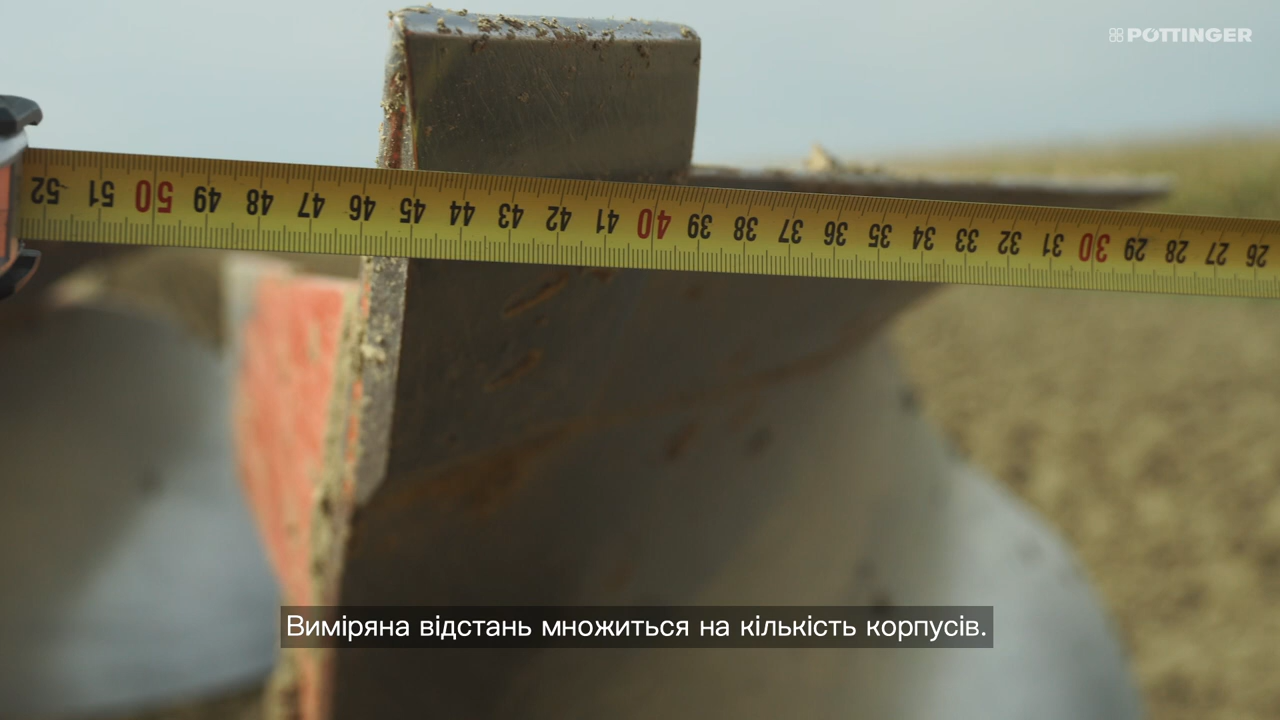 PÖTTINGER
52 51 50 49 48 47 46 45 44 43 42 41 40 39 38 37 36 35 34 33 32 31 30 29 28 27 26
Виміряна відстань множиться на кількість корпусів.